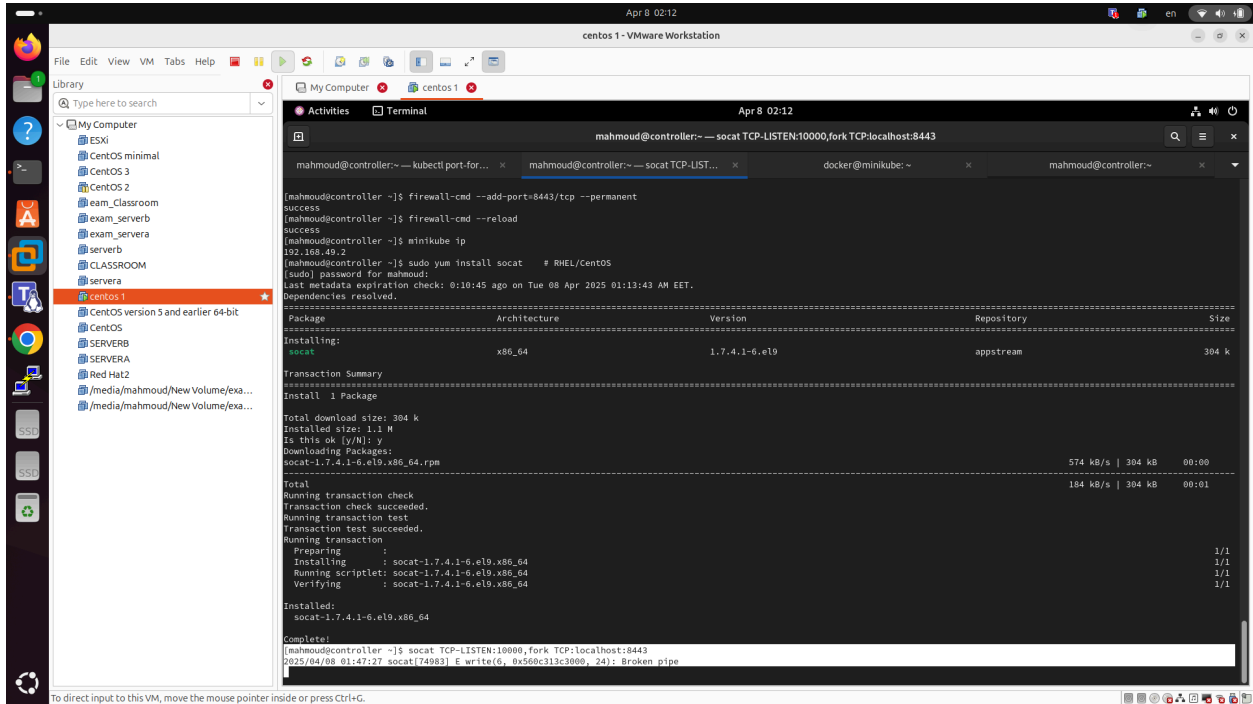 Apr 8 02:12
en
centos 1 - VMware Workstation
File Edit View VM Tabs Help
Library
Type here to search
My Computer
ESXi
CentOS minimal
CentOS 3
CentOS 2
eam_Classroom
exam_serverb
exam_servera
serverb
CLASSROOM
servera
centos 1
CentOS version 5 and earlier 64-bit
CentOS
SERVERB
SERVERA
Red Hat2
/media/mahmoud/New Volume/exa...
/media/mahmoud/New Volume/exa...
My Computer
centos 1
Activities Terminal Apr 8 02:12
mahmoud@controller:~ — socat TCP-LISTEN:10000,fork TCP:localhost:8443
mahmoud@controller:~ — kubectl port-for... mahmoud@controller:~ — socat TCP-LIST... docker@minikube: ~ mahmoud@controller:~
[mahmoud@controller ~]$ firewall-cmd --add-port=8443/tcp --permanent
success
[mahmoud@controller ~]$ firewall-cmd --reload
success
[mahmoud@controller ~]$ minikube ip
192.168.49.2
[mahmoud@controller ~]$ sudo yum install socat # RHEL/CentOS
[sudo] password for mahmoud:
Last metadata expiration check: 0:10:45 ago on Tue 08 Apr 2025 01:13:43 AM EET.
Dependencies resolved.
Package Architecture Version Repository Size
Installing:
socat x86_64 1.7.4.1-6.el9 appstream 304 k
Transaction Summary
Install 1 Package
Total download size: 304 k
Installed size: 1.1 M
Is this ok [y/N]: y
Downloading Packages:
socat-1.7.4.1-6.el9.x86_64.rpm 574 kB/s | 304 kB 00:00
Total 184 kB/s | 304 kB 00:01
Running transaction check
Transaction check succeeded.
Running transaction test
Transaction test succeeded.
Running transaction
Preparing : 1/1
Installing : socat-1.7.4.1-6.el9.x86_64 1/1
Running scriptlet: socat-1.7.4.1-6.el9.x86_64 1/1
Verifying : socat-1.7.4.1-6.el9.x86_64 1/1
Installed:
socat-1.7.4.1-6.el9.x86_64
Complete!
[mahmoud@controller ~]$ socat TCP-LISTEN:10000,fork TCP:localhost:8443
2025/04/08 01:47:27 socat[74983] E write(6, 0x560c313c3000, 24): Broken pipe
To direct input to this VM, move the mouse pointer inside or press Ctrl+G.
1
SSD
SSD